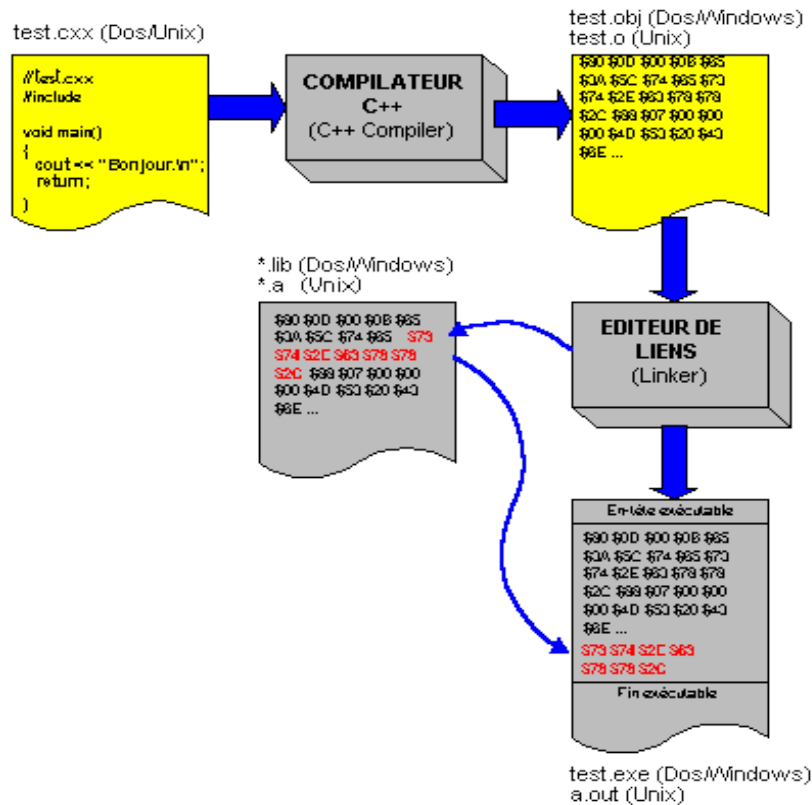 test.cxx (Dos/Unix)
//test.cxx
#include
void main()
{
cout << "Bonjour.\n";
return;
}
COMPILATEUR
C++
(C++ Compiler)
test.obj (Dos/Windows)
test.o (Unix)
$90 $0D $00 $0B $65
$3A $5C $74 $65 $73
$74 $2E $63 $78 $78
$2C $98 $07 $00 $00
$00 $4D $53 $20 $43
$6E ...
*.lib (Dos/Windows)
*.a (Unix)
$90 $0D $00 $0B $65
$3A $5C $74 $65 $73
$74 $2E $63 $78 $78
$2C $98 $07 $00 $00
$00 $4D $53 $20 $43
$6E ...
EDITEUR DE
LIENS
(Linker)
En-tête exécutable
$90 $0D $00 $0B $65
$3A $5C $74 $65 $73
$74 $2E $63 $78 $78
$2C $98 $07 $00 $00
$00 $4D $53 $20 $43
$6E ...
$73 $74 $2E $63
$78 $78 $2C
Fin exécutable
test.exe (Dos/Windows)
a.out (Unix)